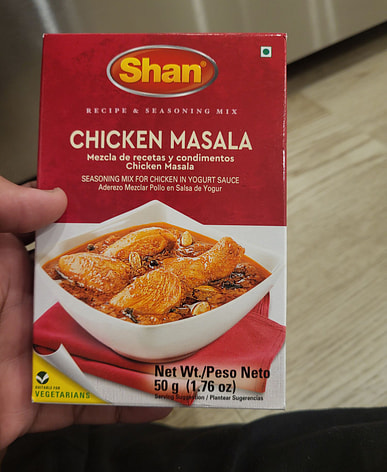 Shan®
RECIPE & SEASONING MIX
CHICKEN MASALA
Mezcla de recetas y condimentos
Chicken Masala
SEASONING MIX FOR CHICKEN IN YOGURT SAUCE
Aderezo Mezclar Pollo en Salsa de Yogur
SUITABLE FOR
VEGETARIANS
Net Wt./Peso Neto
50 g (1.76 oz)
Serving Suggestion / Plantear Sugerencias